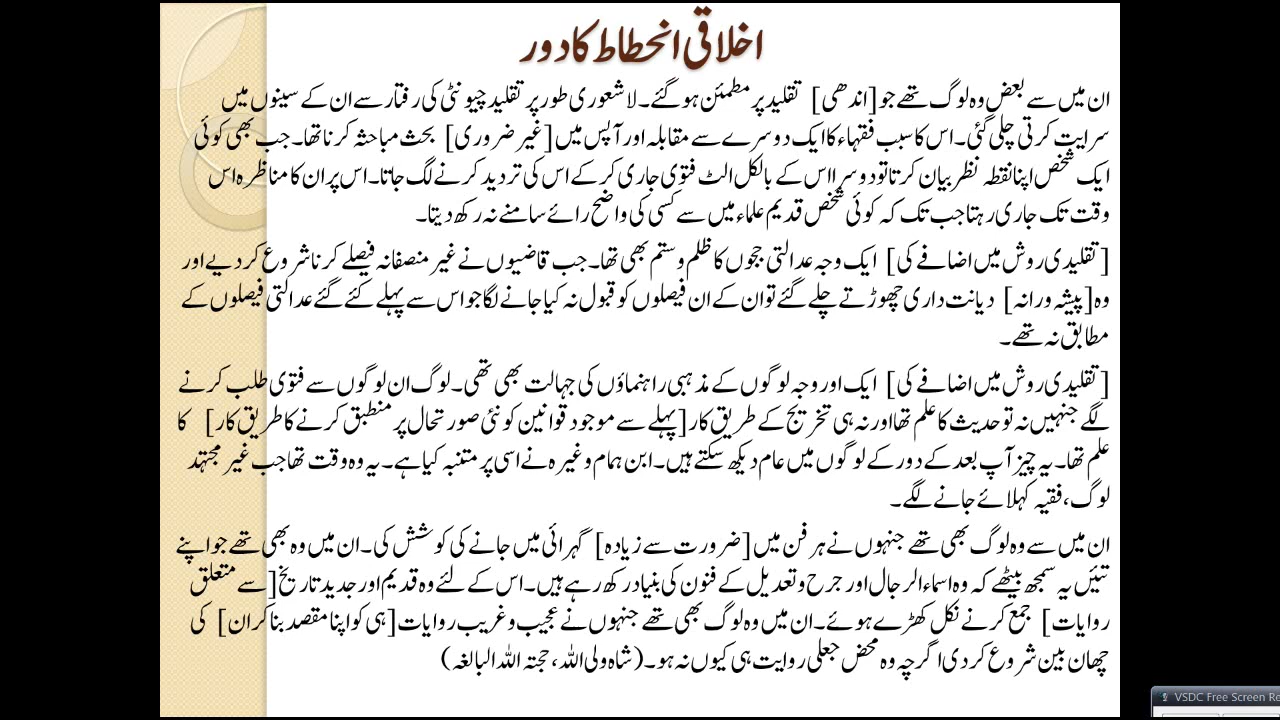 اخلاقی انحطاط کا دور
ان میں سے بعض وہ لوگ تھے جو [اندھی] تقلید پر مطمئن ہو گئے۔ لاشعوری طور پر تقلید چیونٹی کی رفتار سے ان کے سینوں میں
سرایت کرتی چلی گئی۔ اس کا سبب فقہاء کا ایک دوسرے سے مقابلہ اور آپس میں [غیر ضروری] بحث مباحثہ کرنا تھا۔ جب بھی کوئی
ایک شخص اپنا نقطہ نظر بیان کرتا تو دوسرا اس کے بالکل الٹ فتوی جاری کر کے اس کی تردید کرنے لگ جاتا۔ اس پر ان کا مناظرہ اس
وقت تک جاری رہتا جب تک کہ کوئی شخص قدیم علماء میں سے کسی کی واضح رائے سامنے نہ رکھ دیتا۔
[تقلیدی روش میں اضافے کی] ایک وجہ عدالتی ججوں کا ظلم و ستم بھی تھا۔ جب قاضیوں نے غیر منصفانہ فیصلے کرنا شروع کر دیے اور
وہ [پیشہ ورانہ] دیانت داری چھوڑتے چلے گئے تو ان کے ان فیصلوں کو قبول نہ کیا جانے لگا جو اس سے پہلے کئے گئے عدالتی فیصلوں کے
مطابق نہ تھے۔
[تقلیدی روش میں اضافے کی] ایک اور وجہ لوگوں کے مذہبی راہنماؤں کی جہالت بھی تھی۔ لوگ ان لوگوں سے فتوی طلب کرنے
لگے جنہیں نہ تو حدیث کا علم تھا اور نہ ہی تخریج کے طریق کار [پہلے سے موجود قوانین کو نئی صورتحال پر منطبق کرنے کا طریق کار] کا
علم تھا۔ یہ چیز آپ بعد کے دور کے لوگوں میں عام دیکھ سکتے ہیں۔ ابن ہمام وغیرہ نے اسی پر متنبہ کیا ہے۔ یہ وہ وقت تھا جب غیر مجتہد
لوگ، فقیہ کہلائے جانے لگے۔
ان میں سے وہ لوگ بھی تھے جنہوں نے ہر فن میں [ضرورت سے زیادہ] گہرائی میں جانے کی کوشش کی۔ ان میں وہ بھی تھے جو اپنے
تئیں یہ سمجھ بیٹھے کہ وہ اسماء الرجال اور جرح و تعدیل کے فنون کی بنیاد رکھ رہے ہیں۔ اس کے لئے وہ قدیم اور جدید تاریخ [سے متعلق
روایات] جمع کرنے نکل کھڑے ہوئے۔ ان میں وہ لوگ بھی تھے جنہوں نے عجیب و غریب روایات [ہی کو اپنا مقصد بنا کر ان] کی
چھان بین شروع کر دی اگرچہ وہ محض جعلی روایت ہی کیوں نہ ہو۔ (شاہ ولی اللہ، حجتہ اللہ البالغہ)
VSDC Free Screen Re